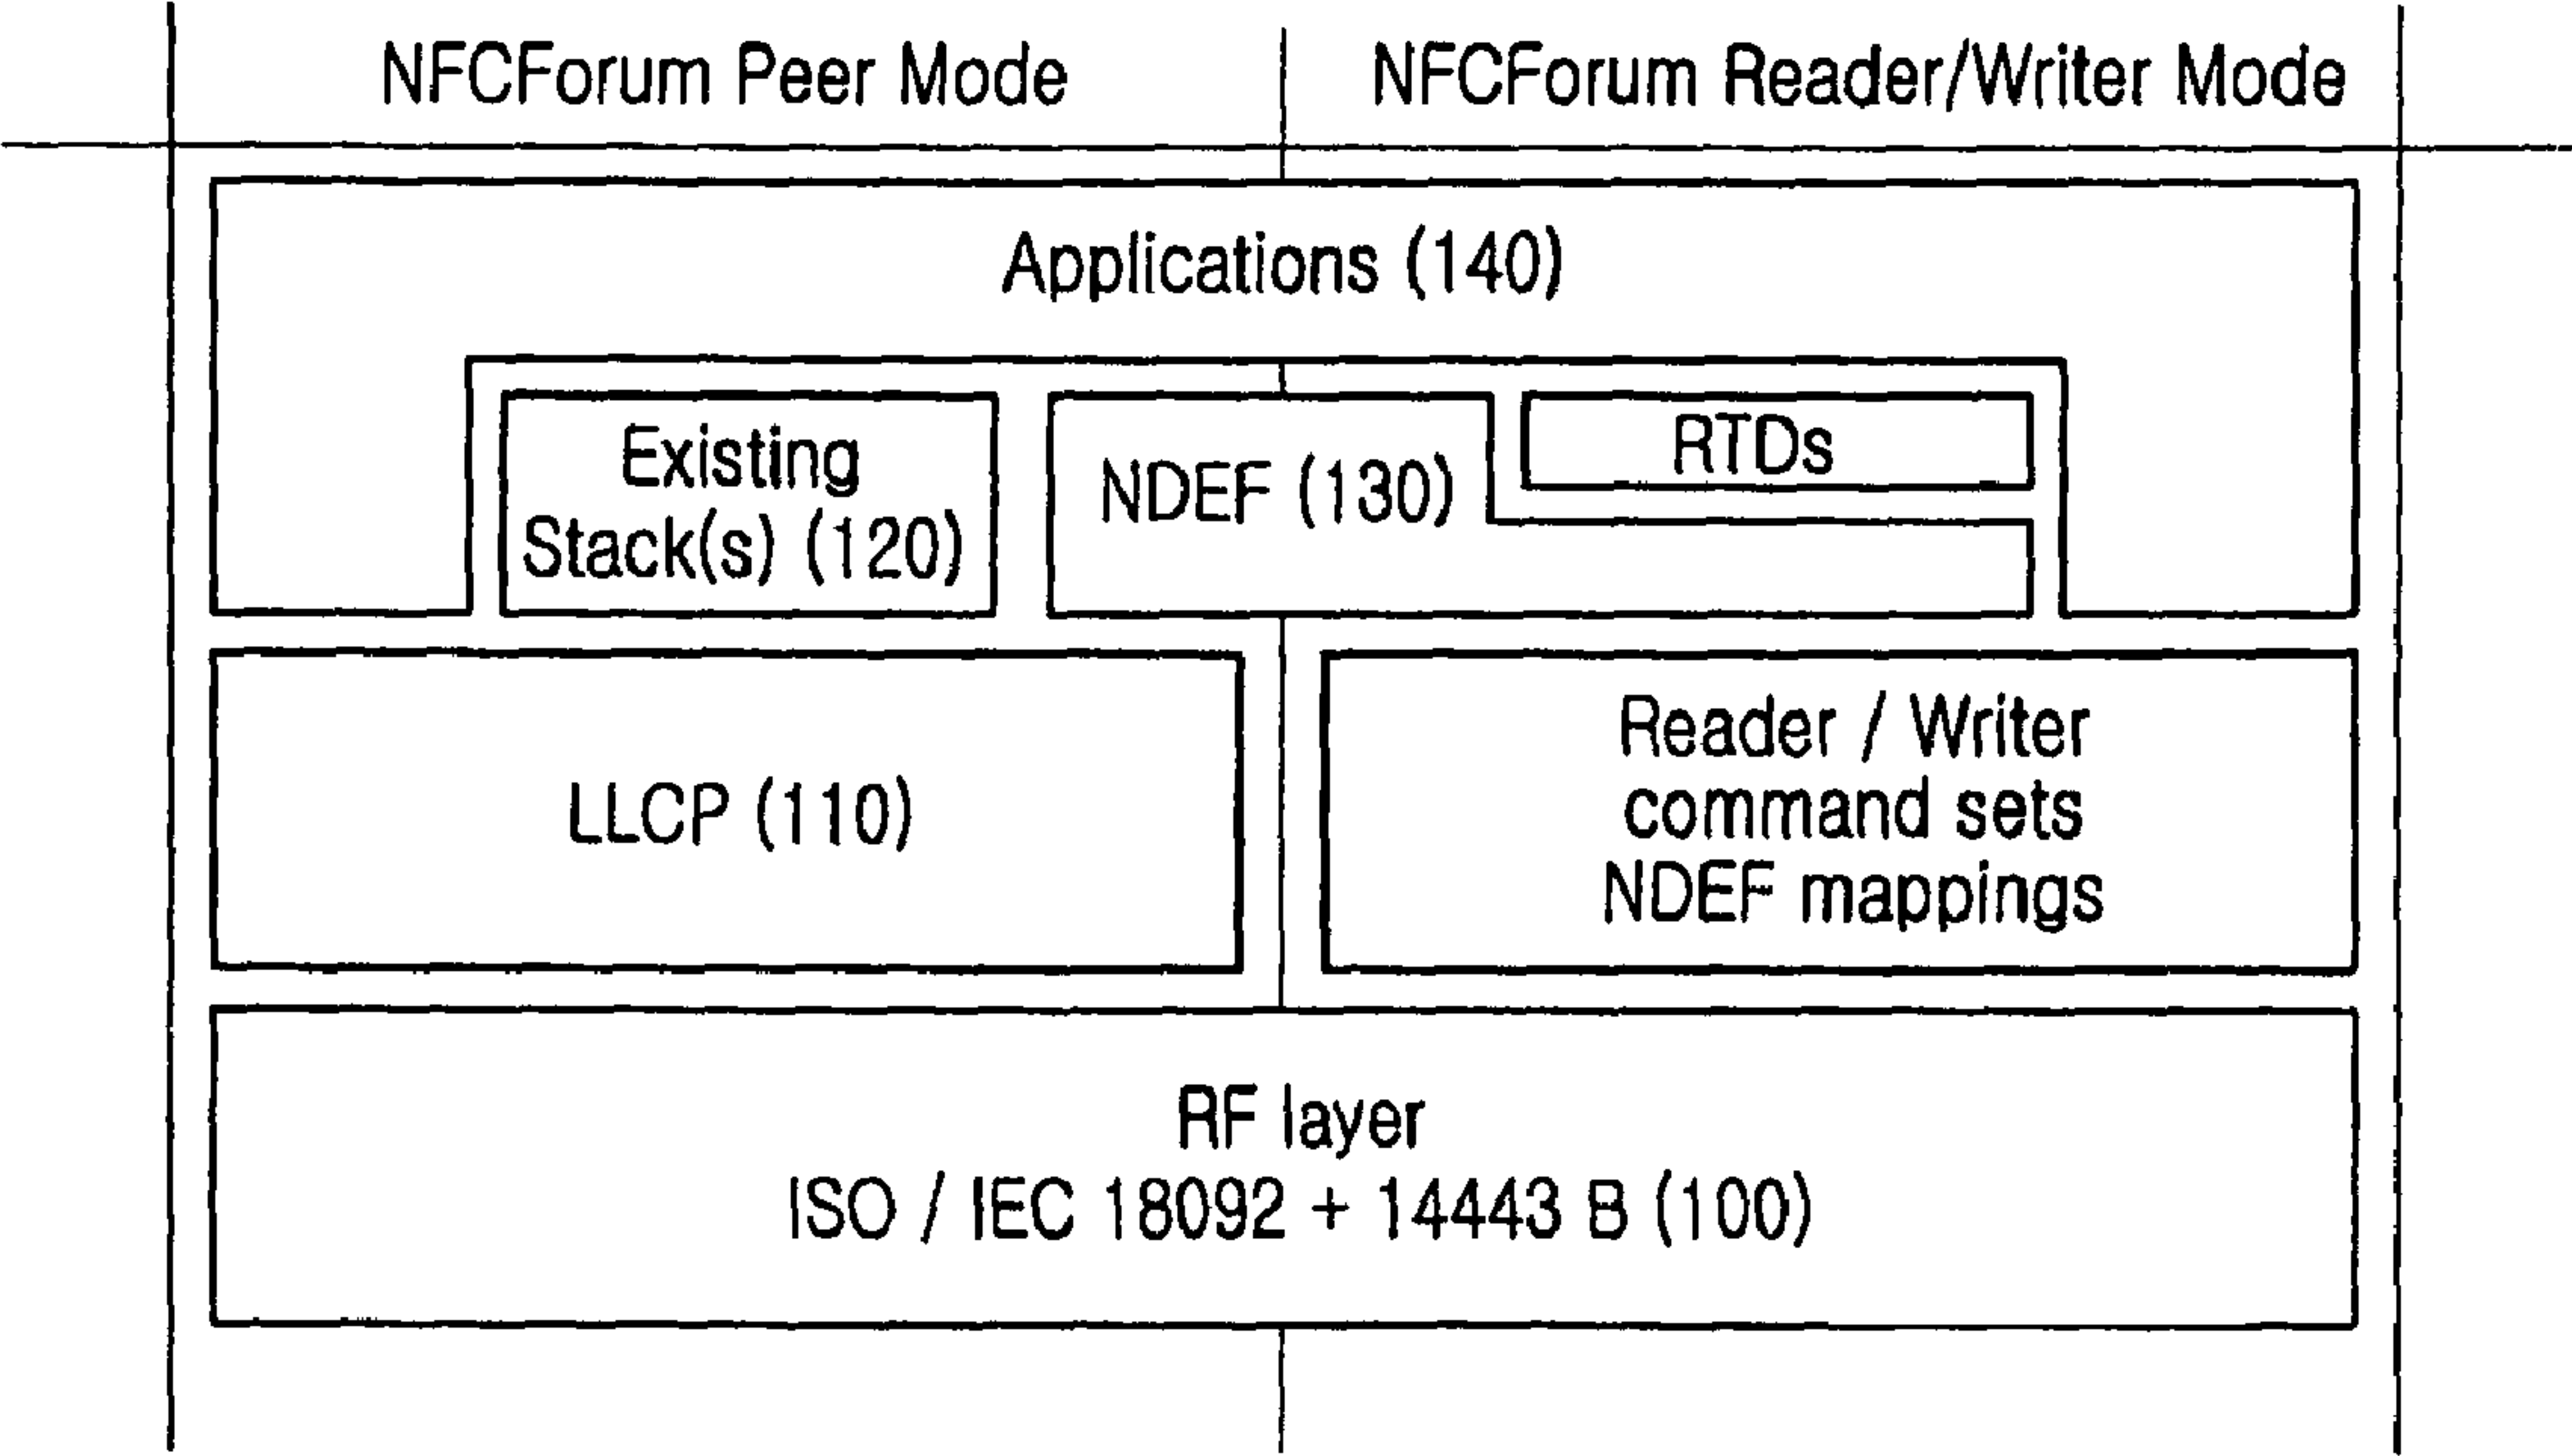 NFCForum Peer Mode
NFCForum Reader/Writer Mode
Applications (140)
Existing
Stack(s) (120)
NDEF (130)
RTDs
LLCP (110)
Reader / Writer
command sets
NDEF mappings
RF layer
ISO / IEC 18092 + 14443 B (100)